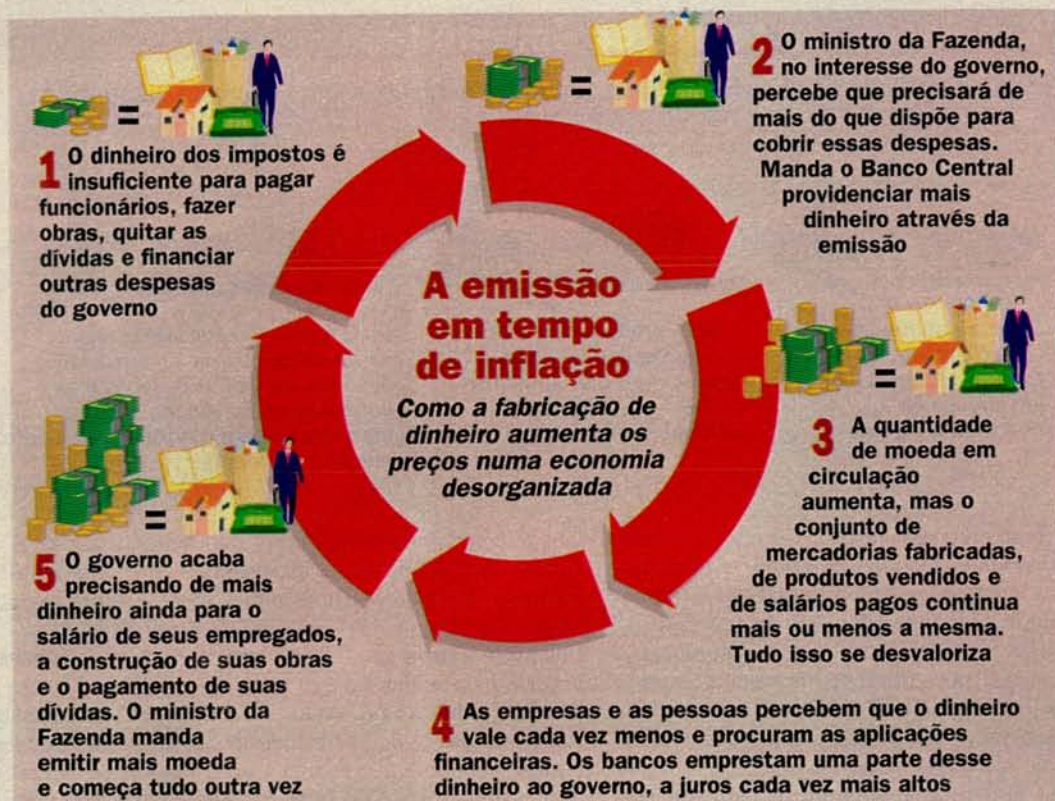 A emissão
em tempo
de inflação
Como a fabricação de
dinheiro aumenta os
preços numa economia
desorganizada
1 O dinheiro dos impostos é
insuficiente para pagar
funcionários, fazer
obras, quitar as
dívidas e financiar
outras despesas
do governo
2 O ministro da Fazenda,
no interesse do governo,
percebe que precisará de
mais do que dispõe para
cobrir essas despesas.
Manda o Banco Central
providenciar mais
dinheiro através da
emissão
3 A quantidade
de moeda em
circulação
aumenta, mas o
conjunto de
mercadorias fabricadas,
de produtos vendidos e
de salários pagos continua
mais ou menos a mesma.
Tudo isso se desvaloriza
4 As empresas e as pessoas percebem que o dinheiro
vale cada vez menos e procuram as aplicações
financeiras. Os bancos emprestam uma parte desse
dinheiro ao governo, a juros cada vez mais altos
5 O governo acaba
precisando de mais
dinheiro ainda para o
salário de seus empregados,
a construção de suas obras
e o pagamento de suas
dívidas. O ministro da
Fazenda manda
emitir mais moeda
e começa tudo outra vez
=
=
=
=